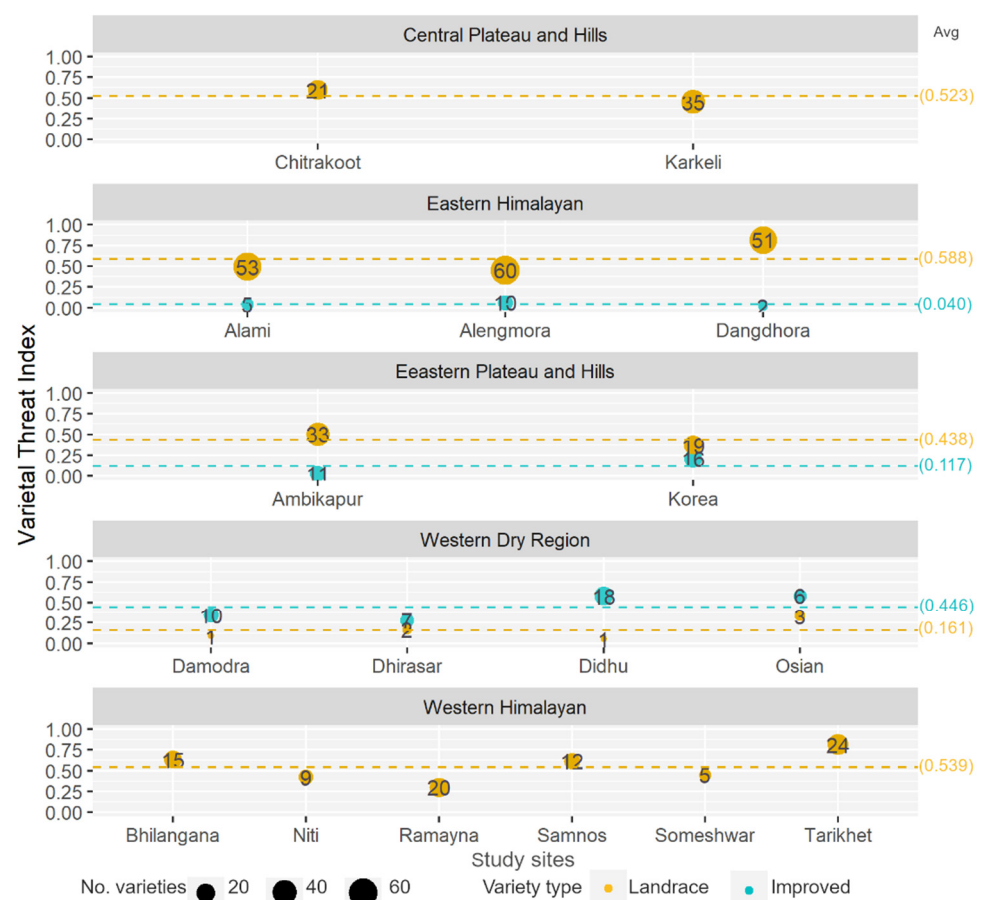 Central Plateau and Hills
Avg
1.00
0.75
0.50
0.25
0.00
21
35
(0.523)
Chitrakoot Karkeli
Eastern Himalayan
1.00
0.75
0.50
0.25
0.00
53 60 51
5 10 2
(0.588)
(0.040)
Alami Alengmora Dangdhora
Eeastern Plateau and Hills
1.00
0.75
0.50
0.25
0.00
33 19
11 16
(0.438)
(0.117)
Ambikapur Korea
Western Dry Region
1.00
0.75
0.50
0.25
0.00
10 7 18 6
1 2 1 3
(0.446)
(0.161)
Damodra Dhirasar Didhu Osian
Western Himalayan
1.00
0.75
0.50
0.25
0.00
15 9 20 12 5 24
(0.539)
Bhilangana Niti Ramayna Samnos Someshwar Tarikhet
Varietal Threat Index
Study sites
No. varieties 20 40 60 Variety type Landrace Improved